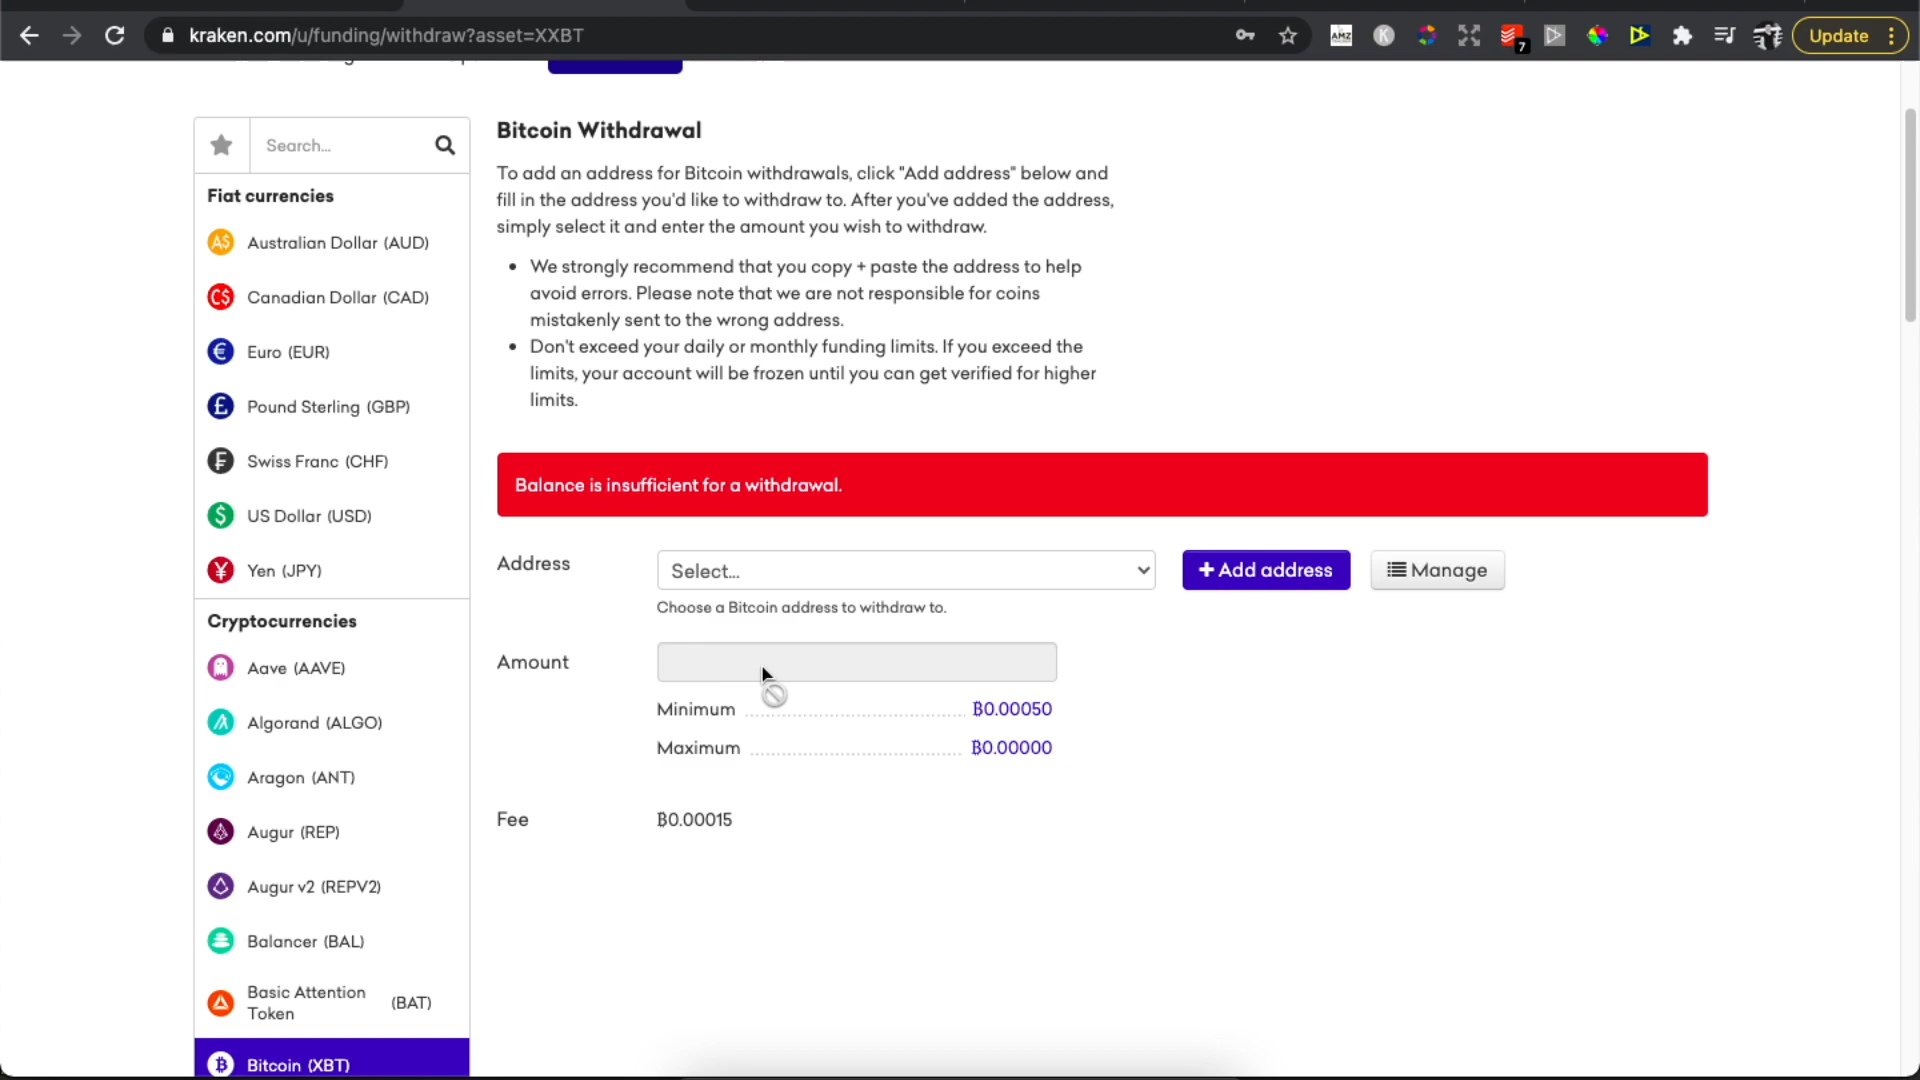 kraken.com/u/funding/withdraw?asset=XXBT
AMZ
K
7
Update
Search...
Fiat currencies
A$ Australian Dollar (AUD)
C$ Canadian Dollar (CAD)
€ Euro (EUR)
£ Pound Sterling (GBP)
₣ Swiss Franc (CHF)
$ US Dollar (USD)
¥ Yen (JPY)
Cryptocurrencies
Aave (AAVE)
Algorand (ALGO)
Aragon (ANT)
Augur (REP)
Augur v2 (REPV2)
Balancer (BAL)
Basic Attention
Token (BAT)
₿ Bitcoin (XBT)
Bitcoin Withdrawal
To add an address for Bitcoin withdrawals, click "Add address" below and
fill in the address you'd like to withdraw to. After you've added the address,
simply select it and enter the amount you wish to withdraw.
• We strongly recommend that you copy + paste the address to help
avoid errors. Please note that we are not responsible for coins
mistakenly sent to the wrong address.
• Don't exceed your daily or monthly funding limits. If you exceed the
limits, your account will be frozen until you can get verified for higher
limits.
Balance is insufficient for a withdrawal.
Address Select... + Add address Manage
Choose a Bitcoin address to withdraw to.
Amount
Minimum ₿0.00050
Maximum ₿0.00000
Fee ₿0.00015